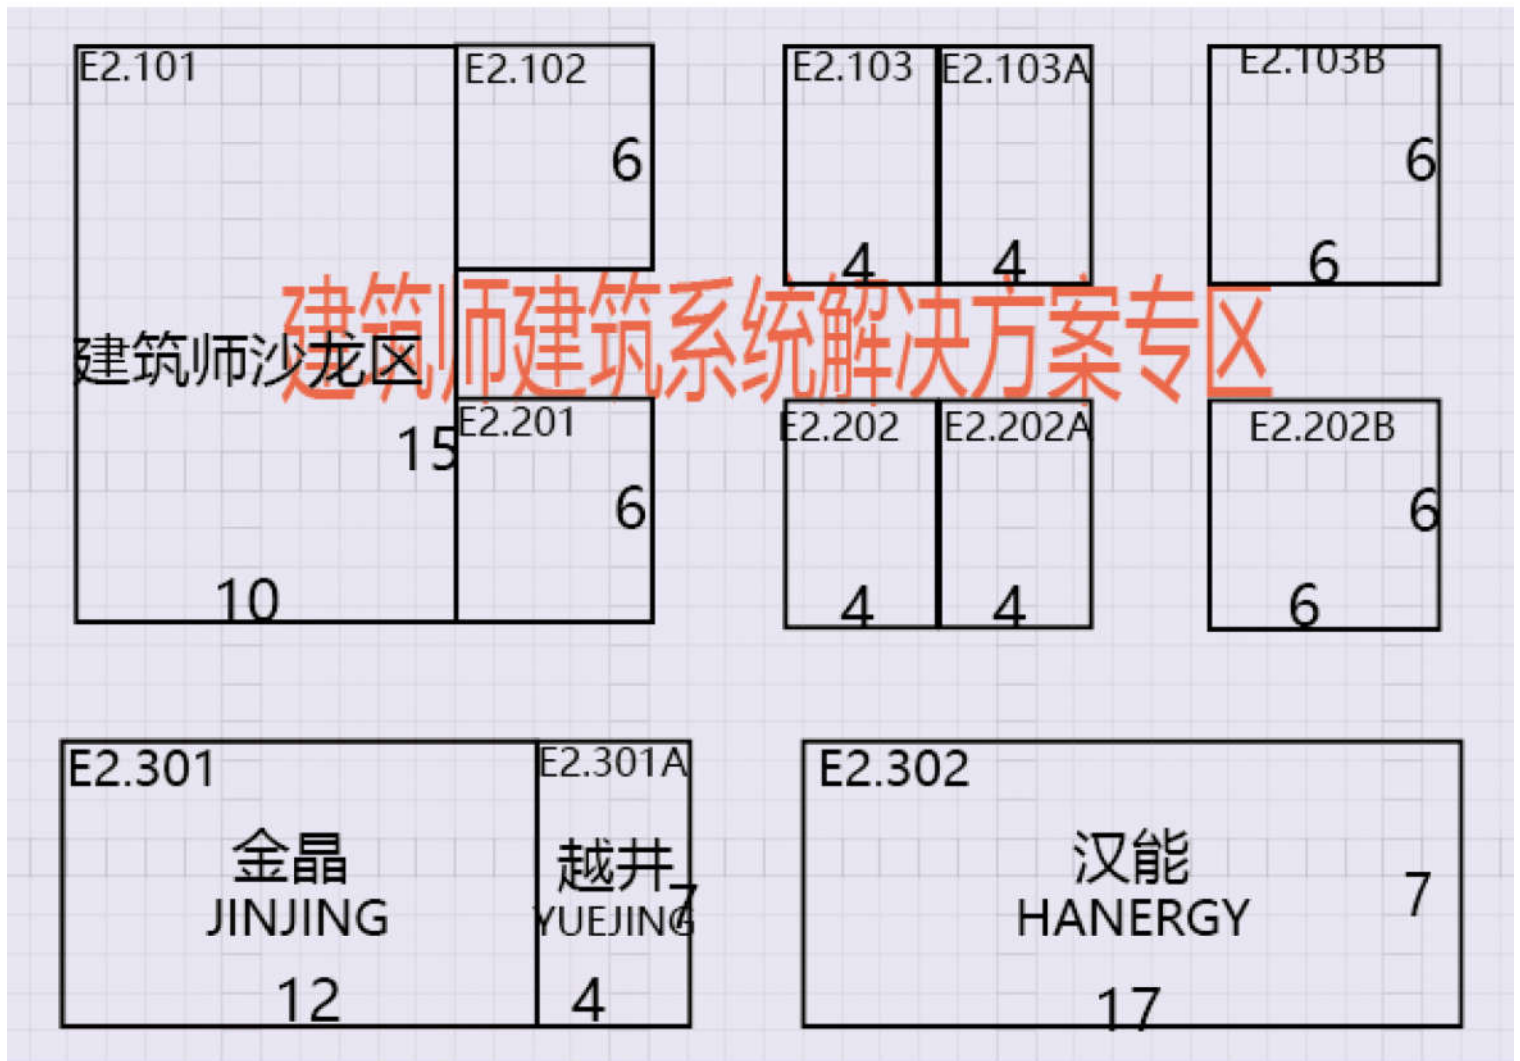 E2.101
E2.102
E2.103
E2.103A
E2.103B
6
6
4
4
6
建筑师建筑系统解决方案专区
建筑师沙龙区
E2.201
E2.202
E2.202A
E2.202B
15
6
6
10
4
4
6
E2.301
E2.301A
E2.302
金晶
JINJING
越井
YUEJING
7
汉能
HANERGY
7
12
4
17